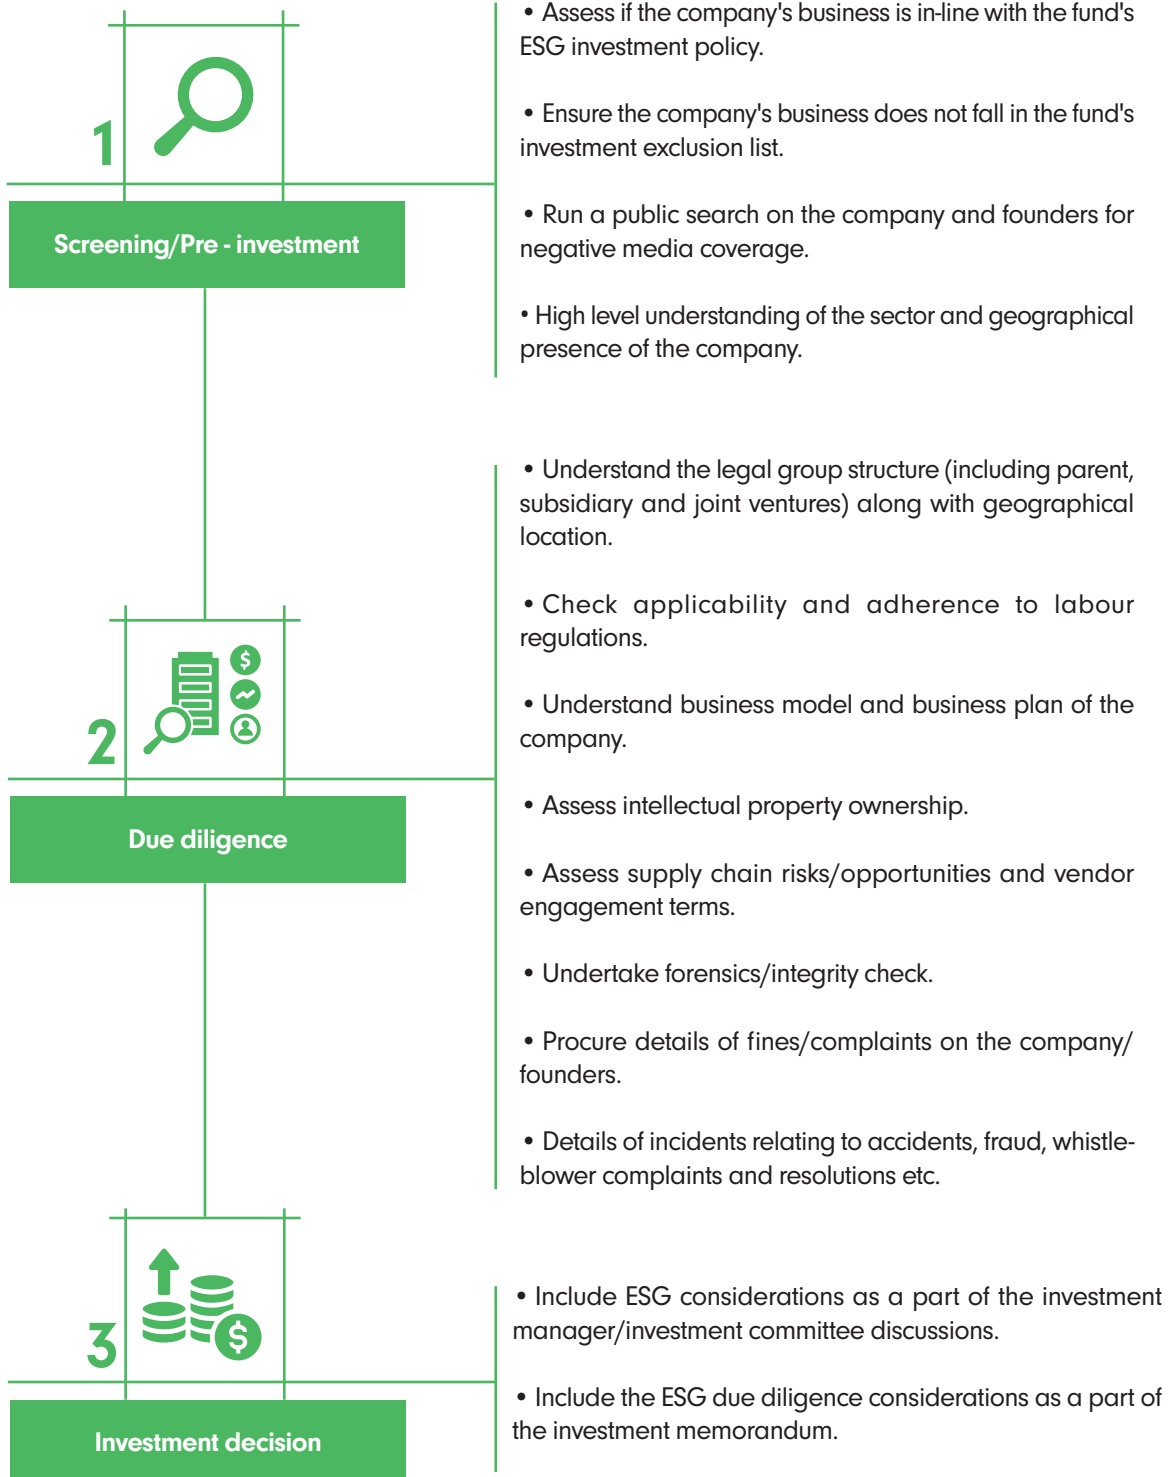 • Assess if the company's business is in-line with the fund's
ESG investment policy.
• Ensure the company's business does not fall in the fund's
investment exclusion list.
1
• Run a public search on the company and founders for
negative media coverage.
Screening/Pre - investment
• High level understanding of the sector and geographical
presence of the company.
• Understand the legal group structure (including parent,
subsidiary and joint ventures) along with geographical
location.
• Check applicability and adherence to labour
regulations.
$
• Understand business model and business plan of the
company.
2
• Assess intellectual property ownership.
Due diligence
• Assess supply chain risks/opportunities and vendor
engagement terms.
• Undertake forensics/integrity check.
• Procure details of fines/complaints on the company/
founders.
• Details of incidents relating to accidents, fraud, whistle-
blower complaints and resolutions etc.
• Include ESG considerations as a part of the investment
manager/investment committee discussions.
$
3
• Include the ESG due diligence considerations as a part of
the investment memorandum.
Investment decision